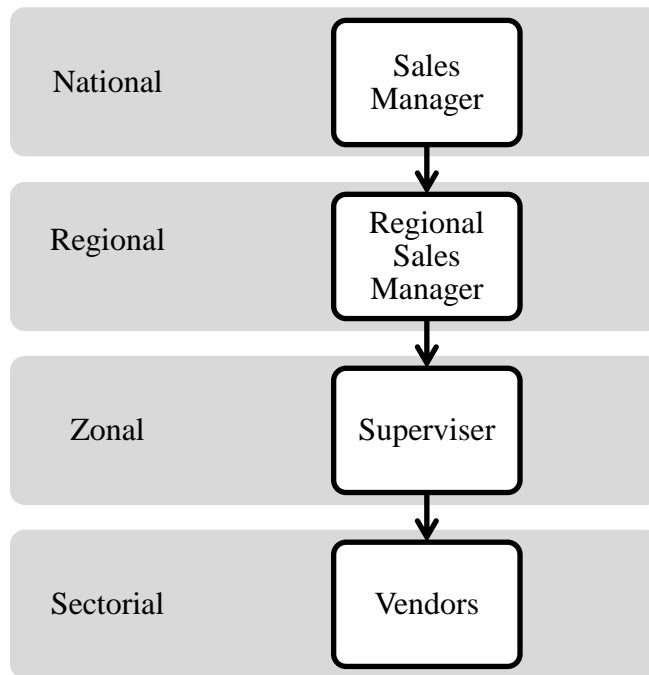 National
Sales
Manager
Regional
Regional
Sales
Manager
Zonal
Superviser
Sectorial
Vendors